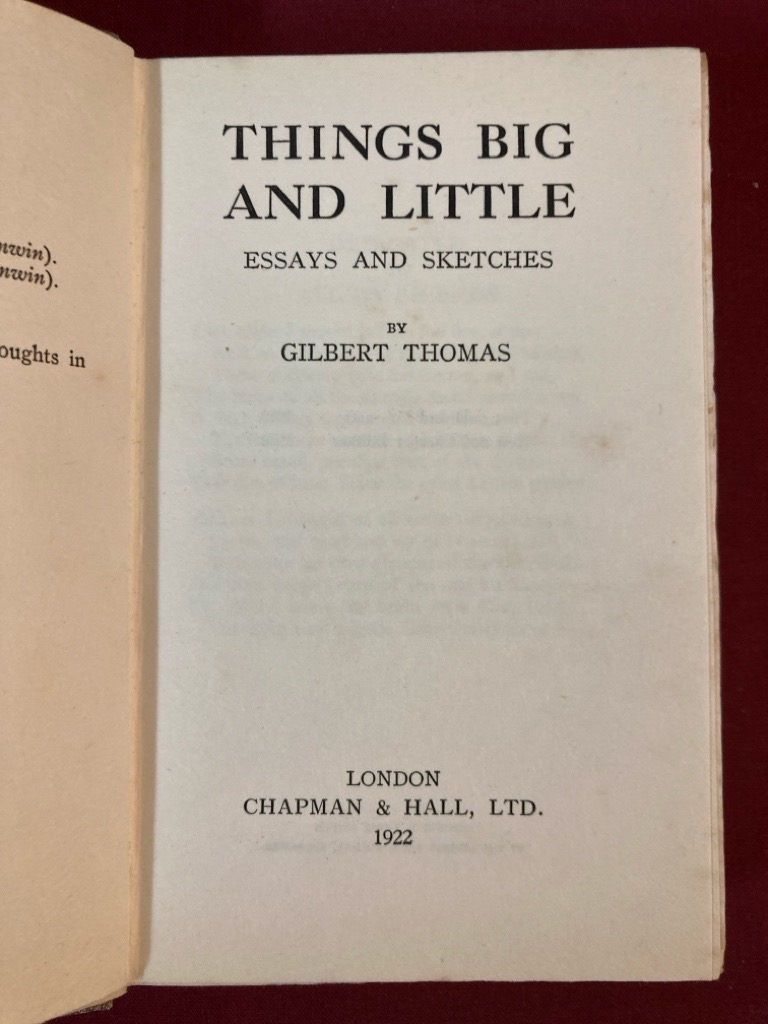 nwin).
nwin).
oughts in
THINGS BIG
AND LITTLE
ESSAYS AND SKETCHES
BY
GILBERT THOMAS
LONDON
CHAPMAN & HALL, LTD.
1922